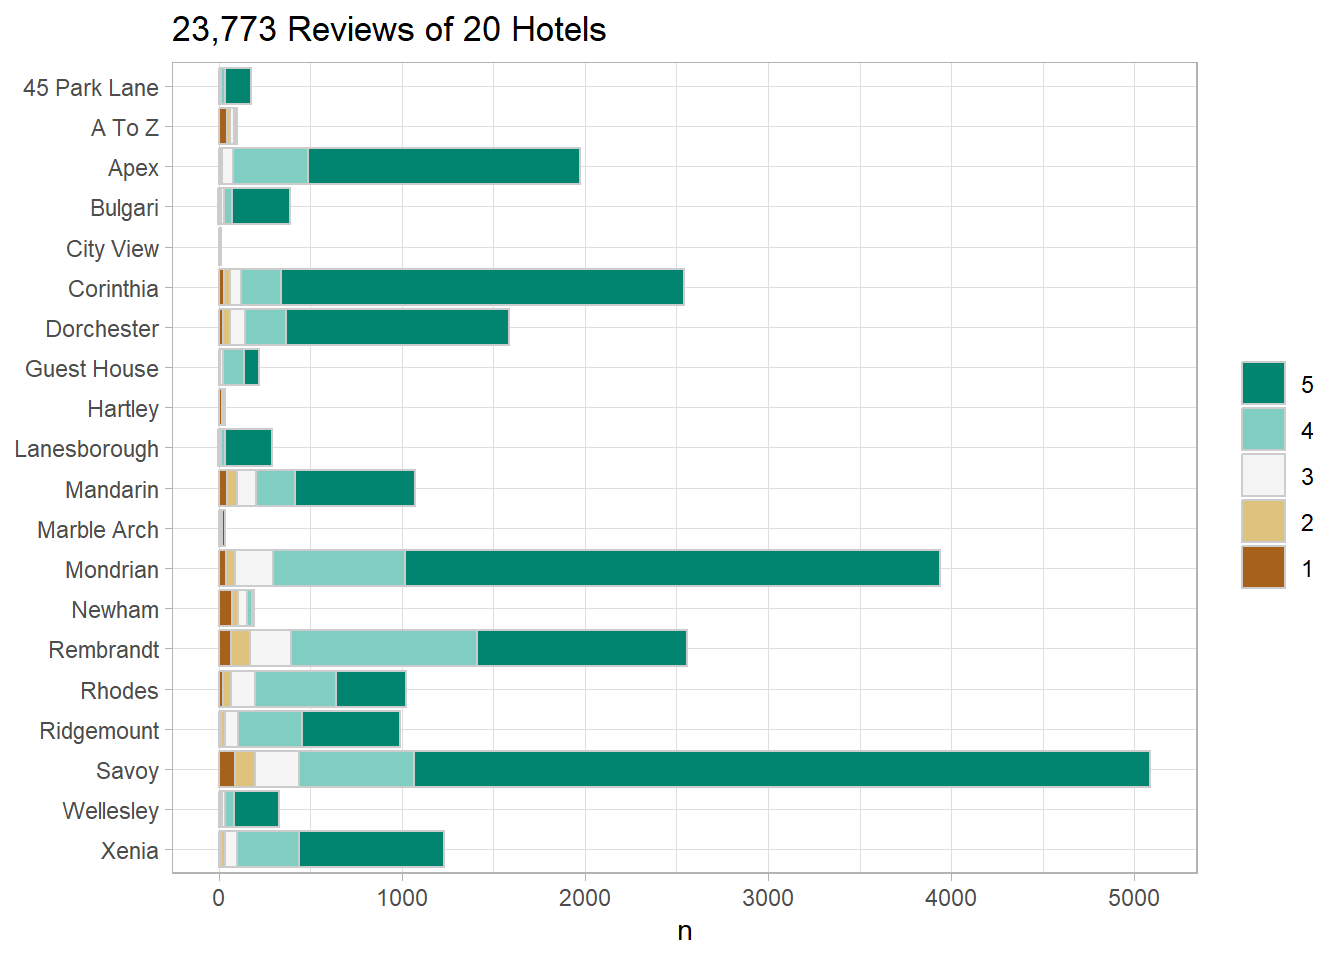 23,773 Reviews of 20 Hotels
45 Park Lane
A To Z
Apex
Bulgari
City View
Corinthia
Dorchester
Guest House
Hartley
Lanesborough
Mandarin
Marble Arch
Mondrian
Newham
Rembrandt
Rhodes
Ridgemount
Savoy
Wellesley
Xenia
0 1000 2000 3000 4000 5000
n
5
4
3
2
1